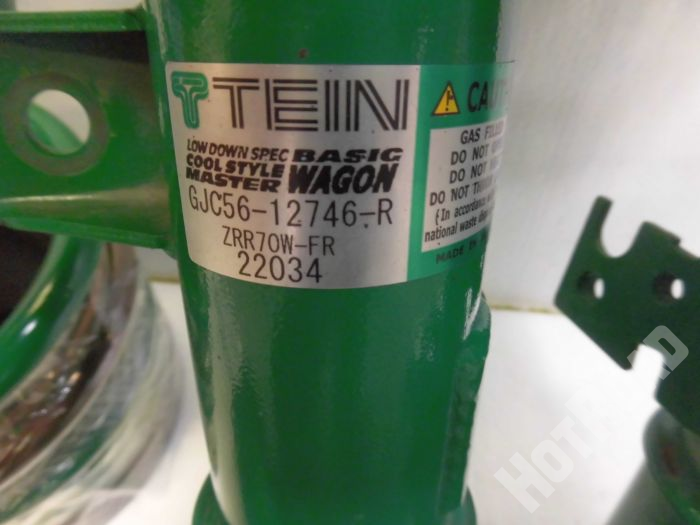 TEIN
LOW DOWN SPEC BASIC
COOL STYLE
MASTER WAGON
GJC56-12746-R
ZRR70W-FR
22034
GAS
DO NOT
DO NOT
DO NOT
(In accordance
national waste
MADE IN